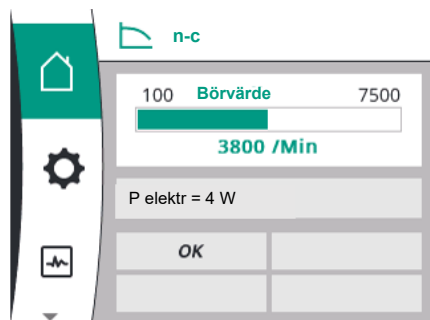 n-c
100 Börvärde 7500
3800 /Min
P elektr = 4 W
OK